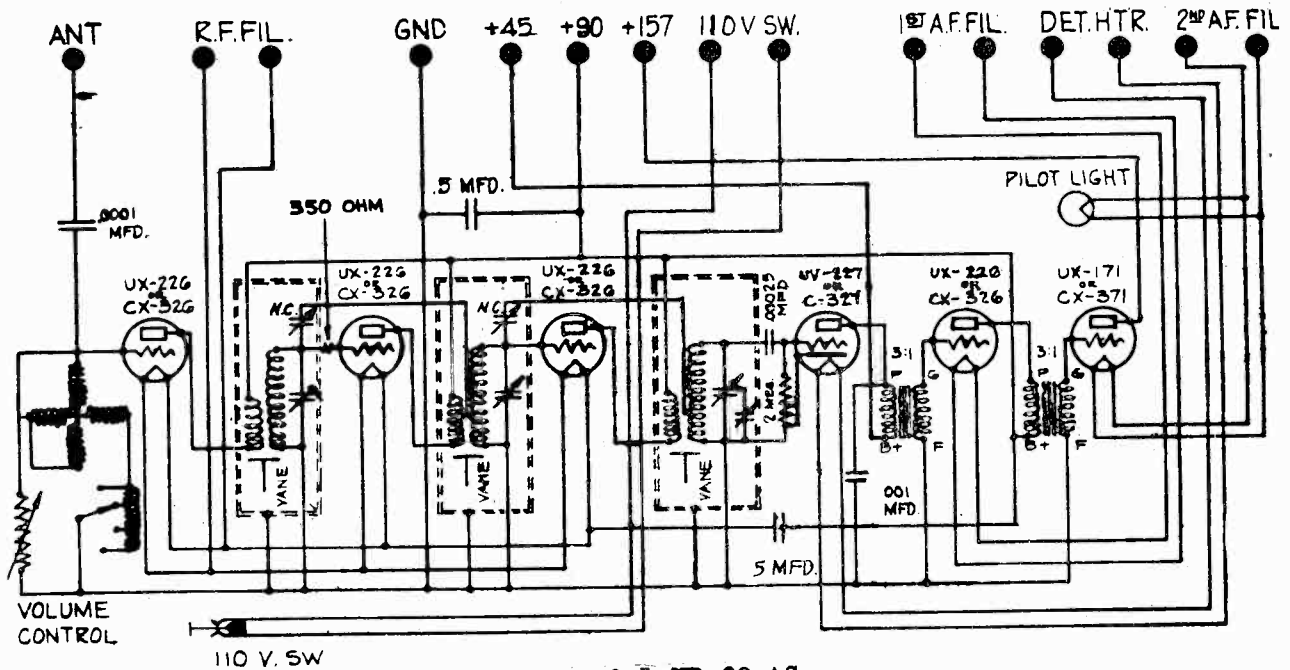 ANT
R.F.FIL.
GND
+45
+90
+157
110V SW.
1ST A.F.FIL.
DET.HTR.
2ND A.F. FIL
PILOT LIGHT
.5 MFD.
350 OHM
.0001
MFD.
UX-226
OR
CX-326
N.C.
UX-226
OR
CX-326
N.C.
UX-226
OR
CX-326
.00025
MFD
UV-227
OR
C-327
UX-226
OR
CX-326
UX-171
OR
CX-371
2 MEG.
3:1
P
G
B+
F
3:1
P
G
B+
F
VANE
VANE
VANE
.001
MFD.
.5 MFD.
VOLUME
CONTROL
110 V. SW